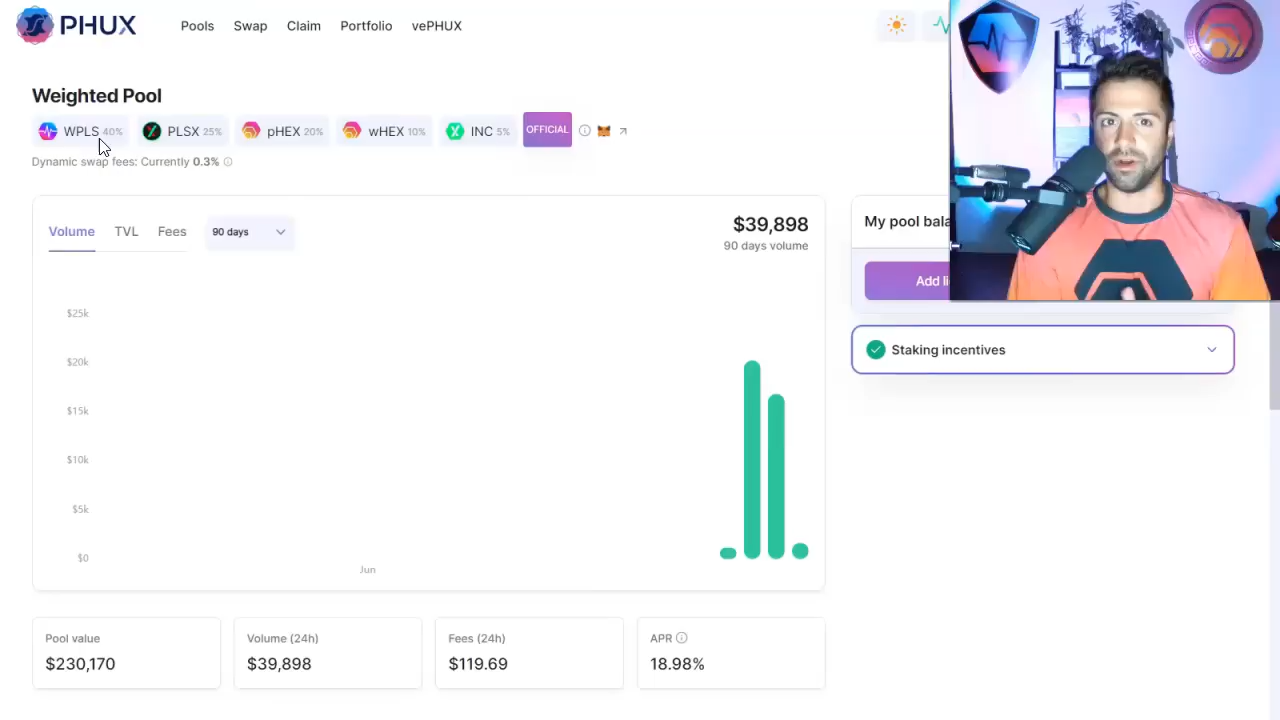 PHUX Pools Swap Claim Portfolio vePHUX
Weighted Pool
WPLS 40% PLSX 25% pHEX 20% wHEX 10% INC 5% OFFICIAL
Dynamic swap fees: Currently 0.3%
Volume TVL Fees 90 days
$39,898
90 days volume
$25k
$20k
$15k
$10k
$5k
$0
Jun
My pool bala
Add li
Staking incentives
Pool value
$230,170
Volume (24h)
$39,898
Fees (24h)
$119.69
APR
18.98%